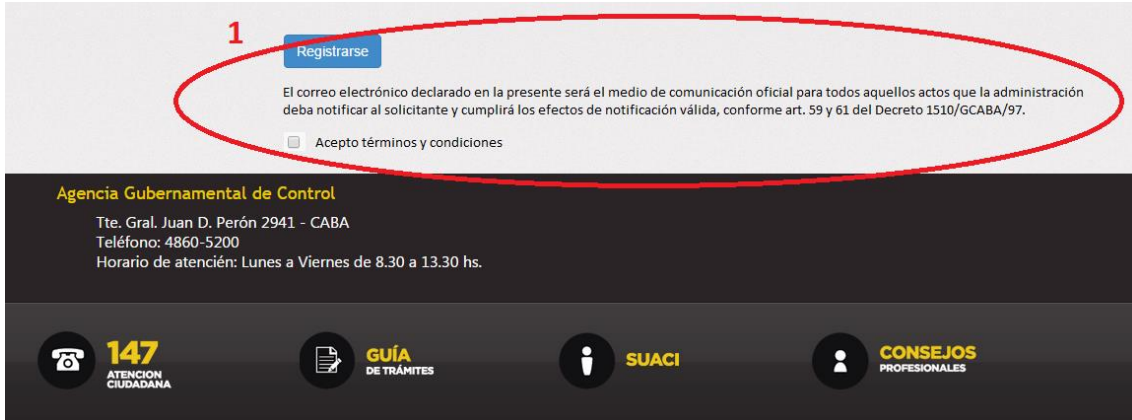 1
Registrarse
El correo electrónico declarado en la presente será el medio de comunicación oficial para todos aquellos actos que la administración
deba notificar al solicitante y cumplirá los efectos de notificación válida, conforme art. 59 y 61 del Decreto 1510/GCABA/97.
Acepto términos y condiciones
Agencia Gubernamental de Control
Tte. Gral. Juan D. Perón 2941 - CABA
Teléfono: 4860-5200
Horario de atención: Lunes a Viernes de 8.30 a 13.30 hs.
147
ATENCION
CIUDADANA
GUÍA
DE TRÁMITES
SUACI
CONSEJOS
PROFESIONALES